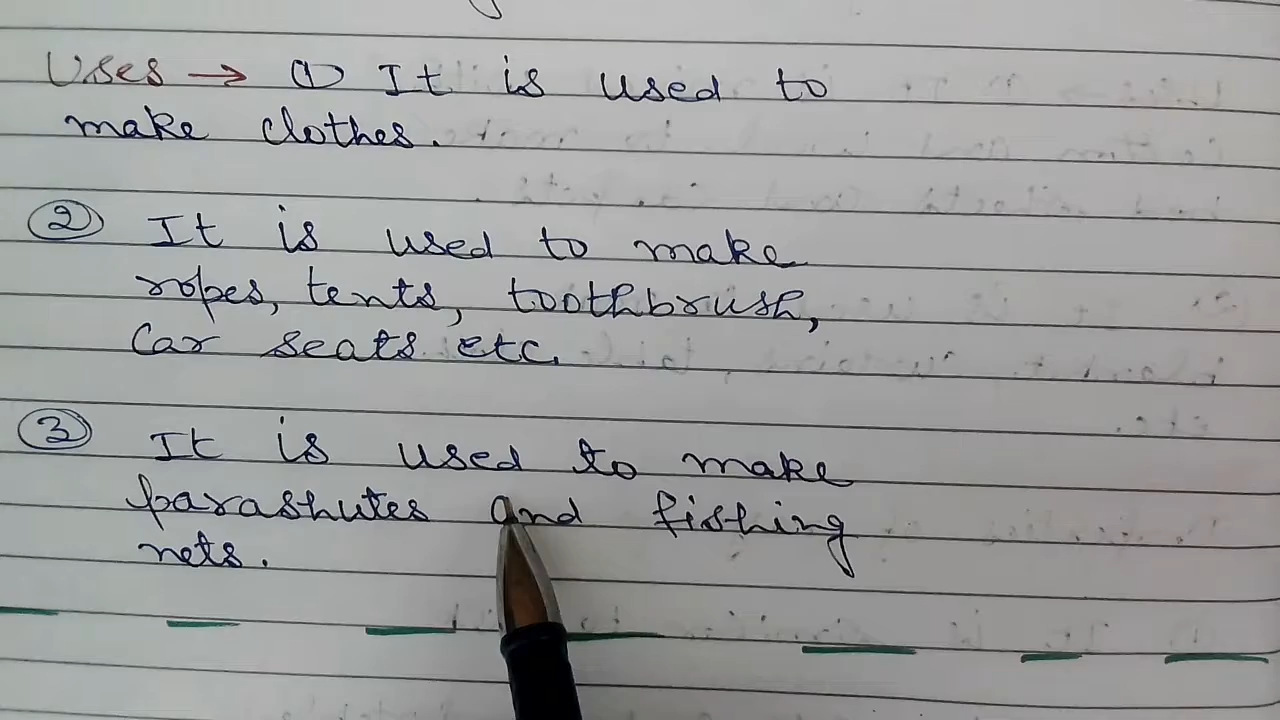 Uses → ① It is used to
make clothes.
② It is used to make
ropes, tents, toothbrush,
Car seats etc.
③ It is used to make
parashutes and fishing
nets.